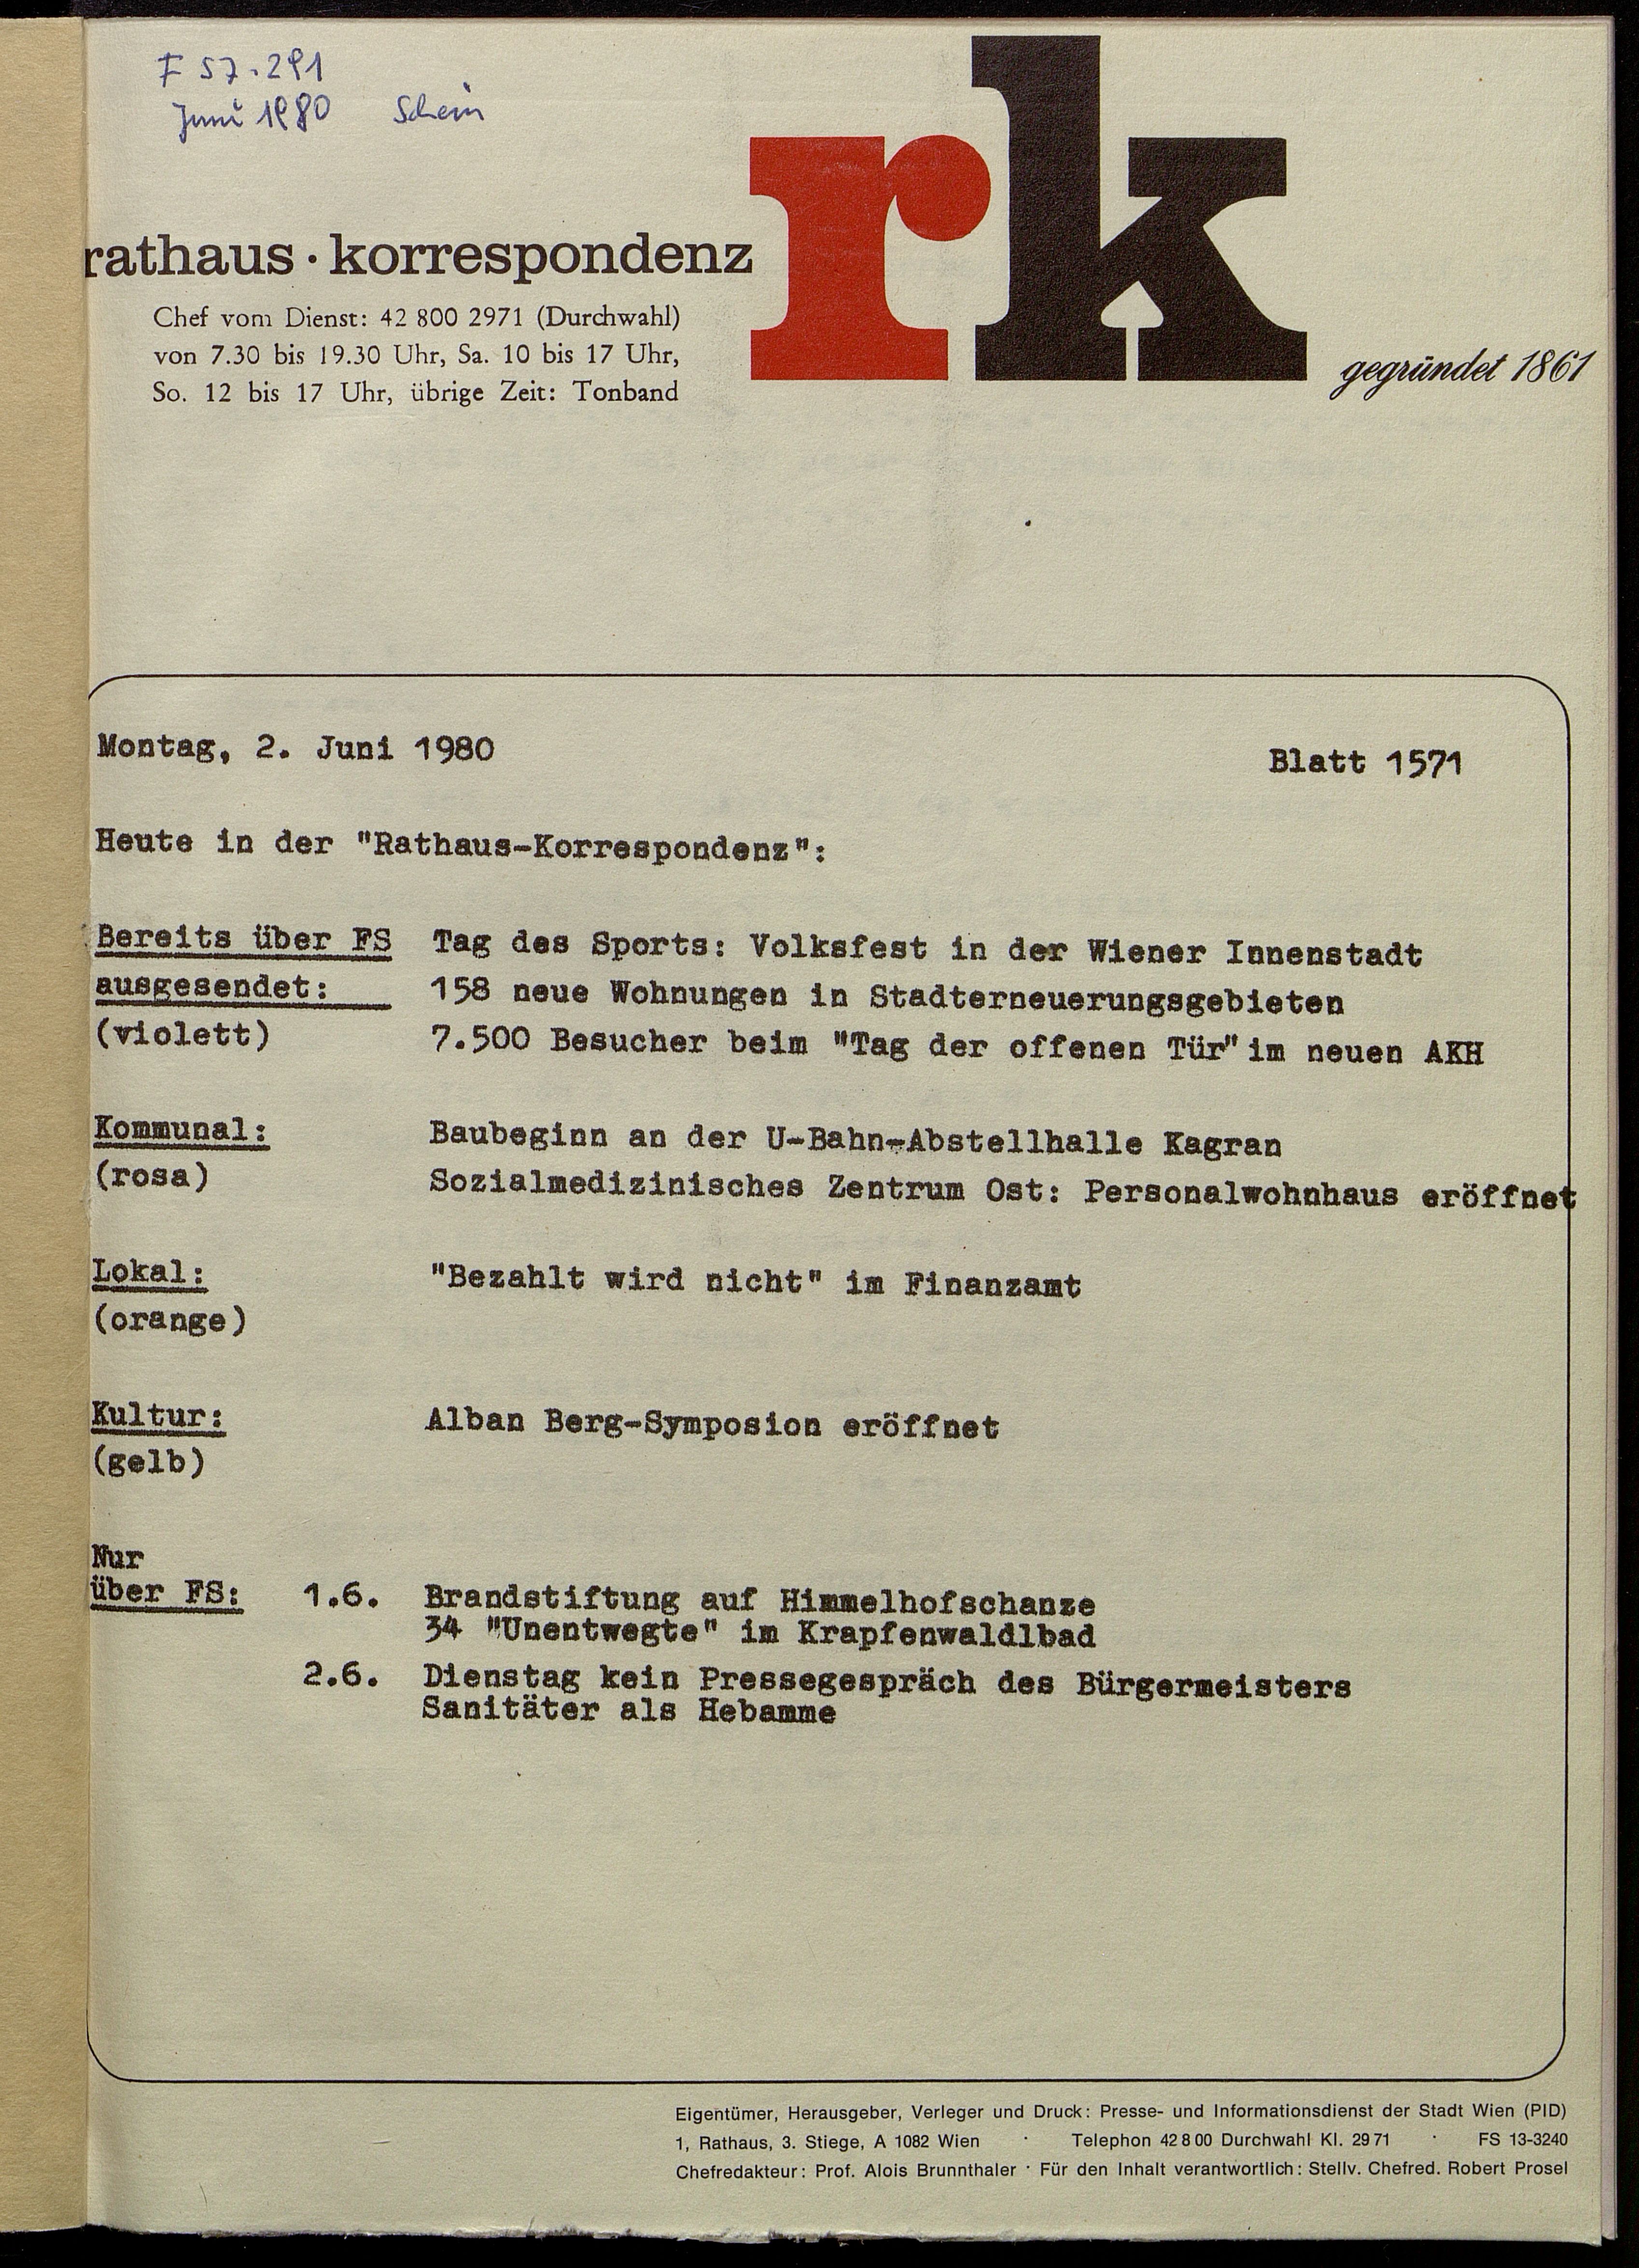 F 57.291
Juni 1980 Schein
rk
rathaus · korrespondenz
Chef vom Dienst: 42 800 2971 (Durchwahl)
von 7.30 bis 19.30 Uhr, Sa. 10 bis 17 Uhr,
So. 12 bis 17 Uhr, übrige Zeit: Tonband
gegründet 1861
Montag, 2. Juni 1980 Blatt 1571
Heute in der "Rathaus-Korrespondenz":
Bereits über FS Tag des Sports: Volksfest in der Wiener Innenstadt
ausgesendet: 158 neue Wohnungen in Stadterneuerungsgebieten
(violett) 7.500 Besucher beim "Tag der offenen Tür" im neuen AKH
Kommunal: Baubeginn an der U-Bahn-Abstellhalle Kagran
(rosa) Sozialmedizinisches Zentrum Ost: Personalwohnhaus eröffnet
Lokal: "Bezahlt wird nicht" im Finanzamt
(orange)
Kultur: Alban Berg-Symposion eröffnet
(gelb)
Nur
über FS: 1.6. Brandstiftung auf Himmelhofschanze
34 "Unentwegte" im Krapfenwaldlbad
2.6. Dienstag kein Pressegespräch des Bürgermeisters
Sanitäter als Hebamme
Eigentümer, Herausgeber, Verleger und Druck: Presse- und Informationsdienst der Stadt Wien (PID)
1, Rathaus, 3. Stiege, A 1082 Wien · Telephon 42 8 00 Durchwahl Kl. 29 71 · FS 13-3240
Chefredakteur: Prof. Alois Brunnthaler · Für den Inhalt verantwortlich: Stellv. Chefred. Robert Prosel